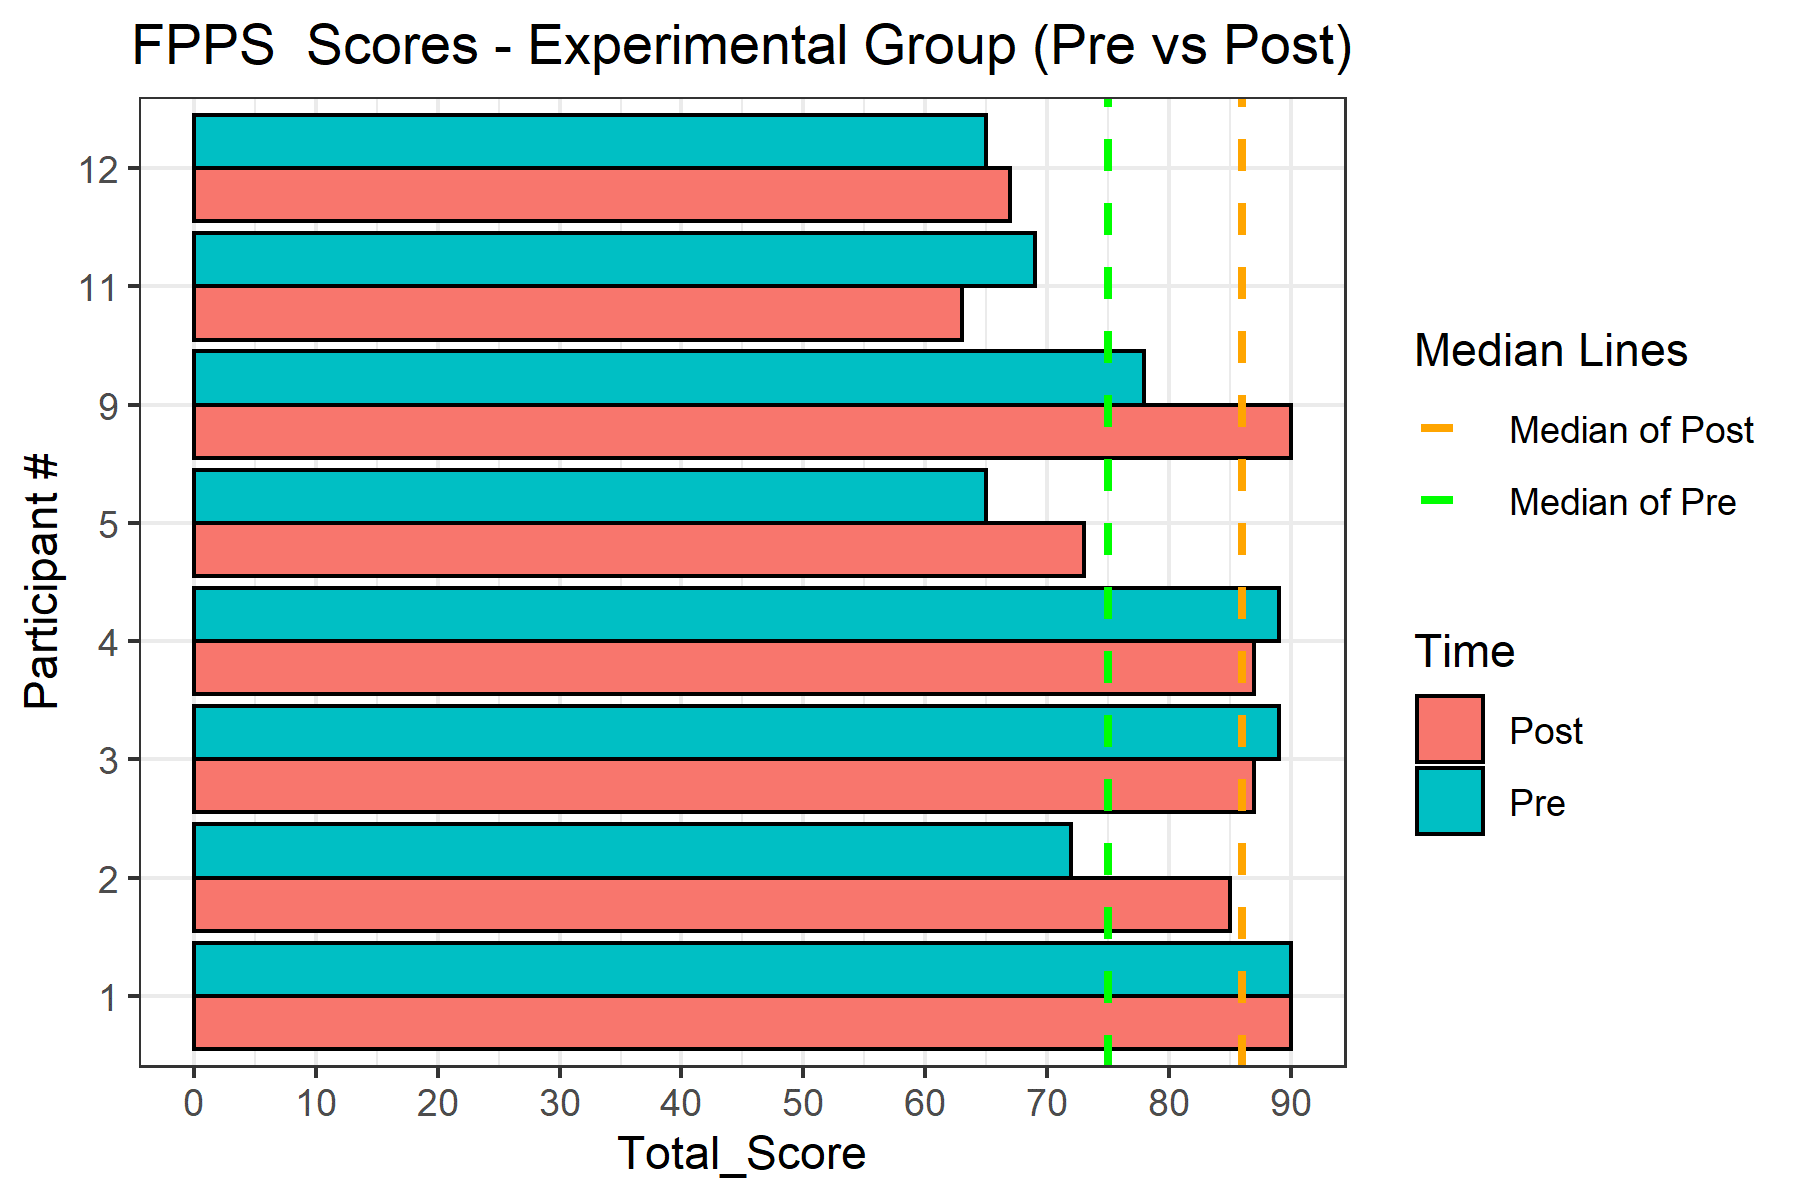 FPPS  Scores - Experimental Group (Pre vs Post)
Participant #
12
11
9
5
4
3
2
1
0 10 20 30 40 50 60 70 80 90
Total_Score
Median Lines
Median of Post
Median of Pre
Time
Post
Pre